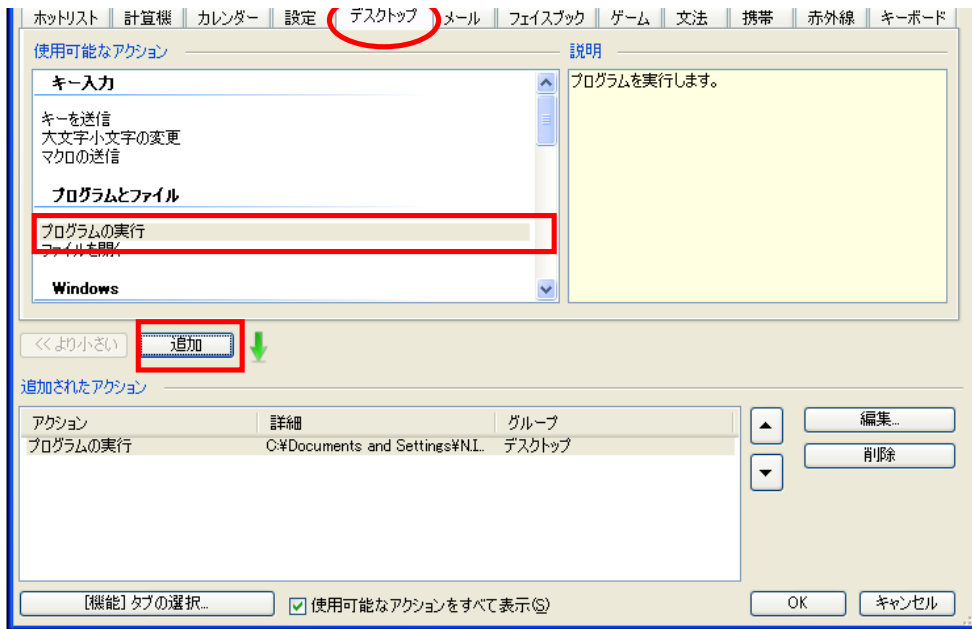 ホットリスト 計算機 カレンダー 設定 デスクトップ メール フェイスブック ゲーム 文法 携帯 赤外線 キーボード
使用可能なアクション
説明
キー入力
キーを送信
大文字小文字の変更
マクロの送信
プログラムとファイル
プログラムの実行
ファイルを開く
Windows
プログラムを実行します。
<<より小さい 追加
追加されたアクション
アクション 詳細 グループ
プログラムの実行 C:¥Documents and Settings¥N.I... デスクトップ
編集...
削除
[機能] タブの選択... 使用可能なアクションをすべて表示(S) OK キャンセル